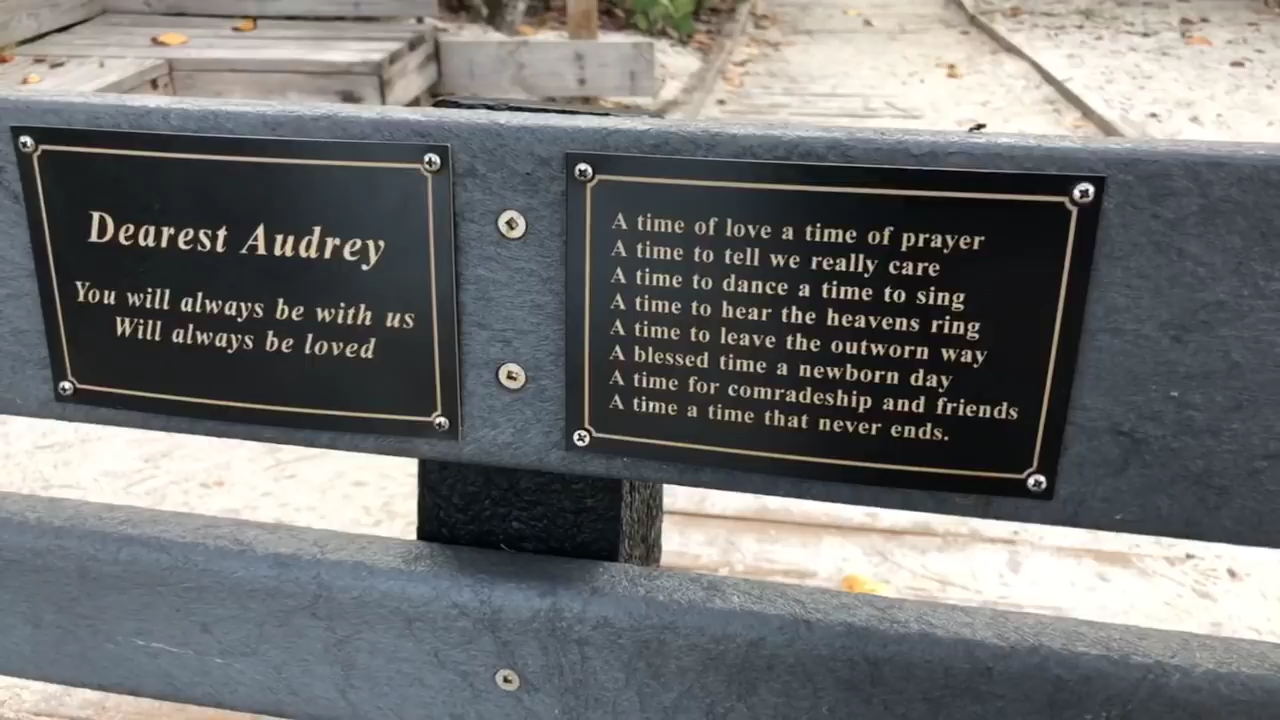 Dearest Audrey
You will always be with us
Will always be loved
A time of love a time of prayer
A time to tell we really care
A time to dance a time to sing
A time to hear the heavens ring
A time to leave the outworn way
A blessed time a newborn day
A time for comradeship and friends
A time a time that never ends.